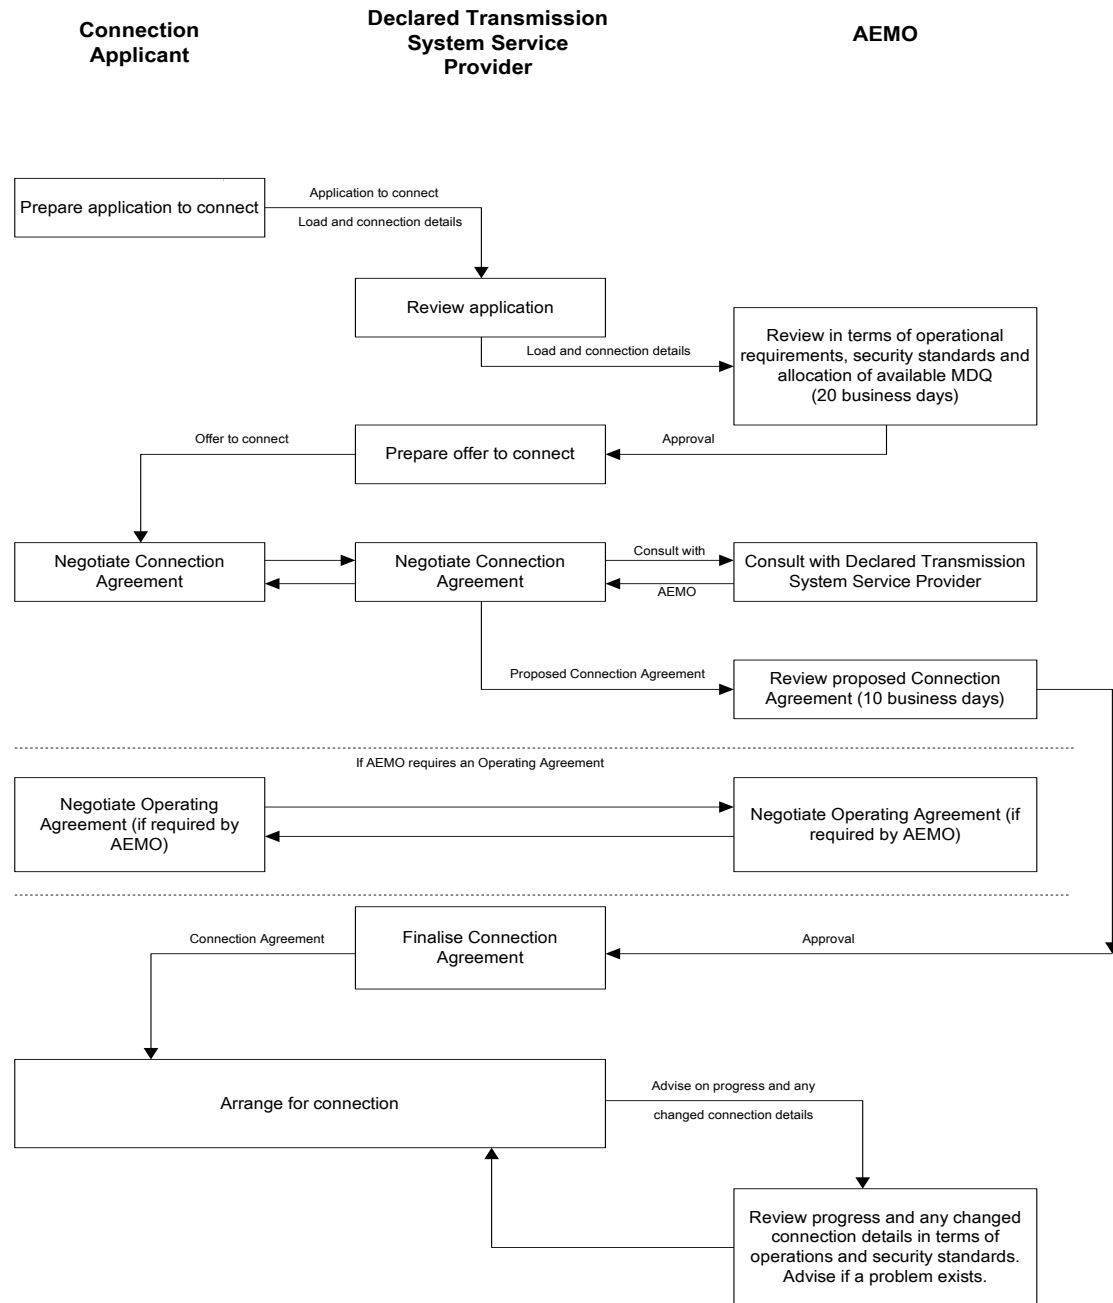 Connection
Applicant
Declared Transmission
System Service
Provider
AEMO
Prepare application to connect
Application to connect
Load and connection details
Review application
Load and connection details
Review in terms of operational
requirements, security standards and
allocation of available MDQ
(20 business days)
Offer to connect
Prepare offer to connect
Approval
Negotiate Connection
Agreement
Negotiate Connection
Agreement
Consult with
AEMO
Consult with Declared Transmission
System Service Provider
Proposed Connection Agreement
Review proposed Connection
Agreement (10 business days)
If AEMO requires an Operating Agreement
Negotiate Operating
Agreement (if required by
AEMO)
Negotiate Operating Agreement (if
required by AEMO)
Connection Agreement
Finalise Connection
Agreement
Approval
Arrange for connection
Advise on progress and any
changed connection details
Review progress and any changed
connection details in terms of
operations and security standards.
Advise if a problem exists.